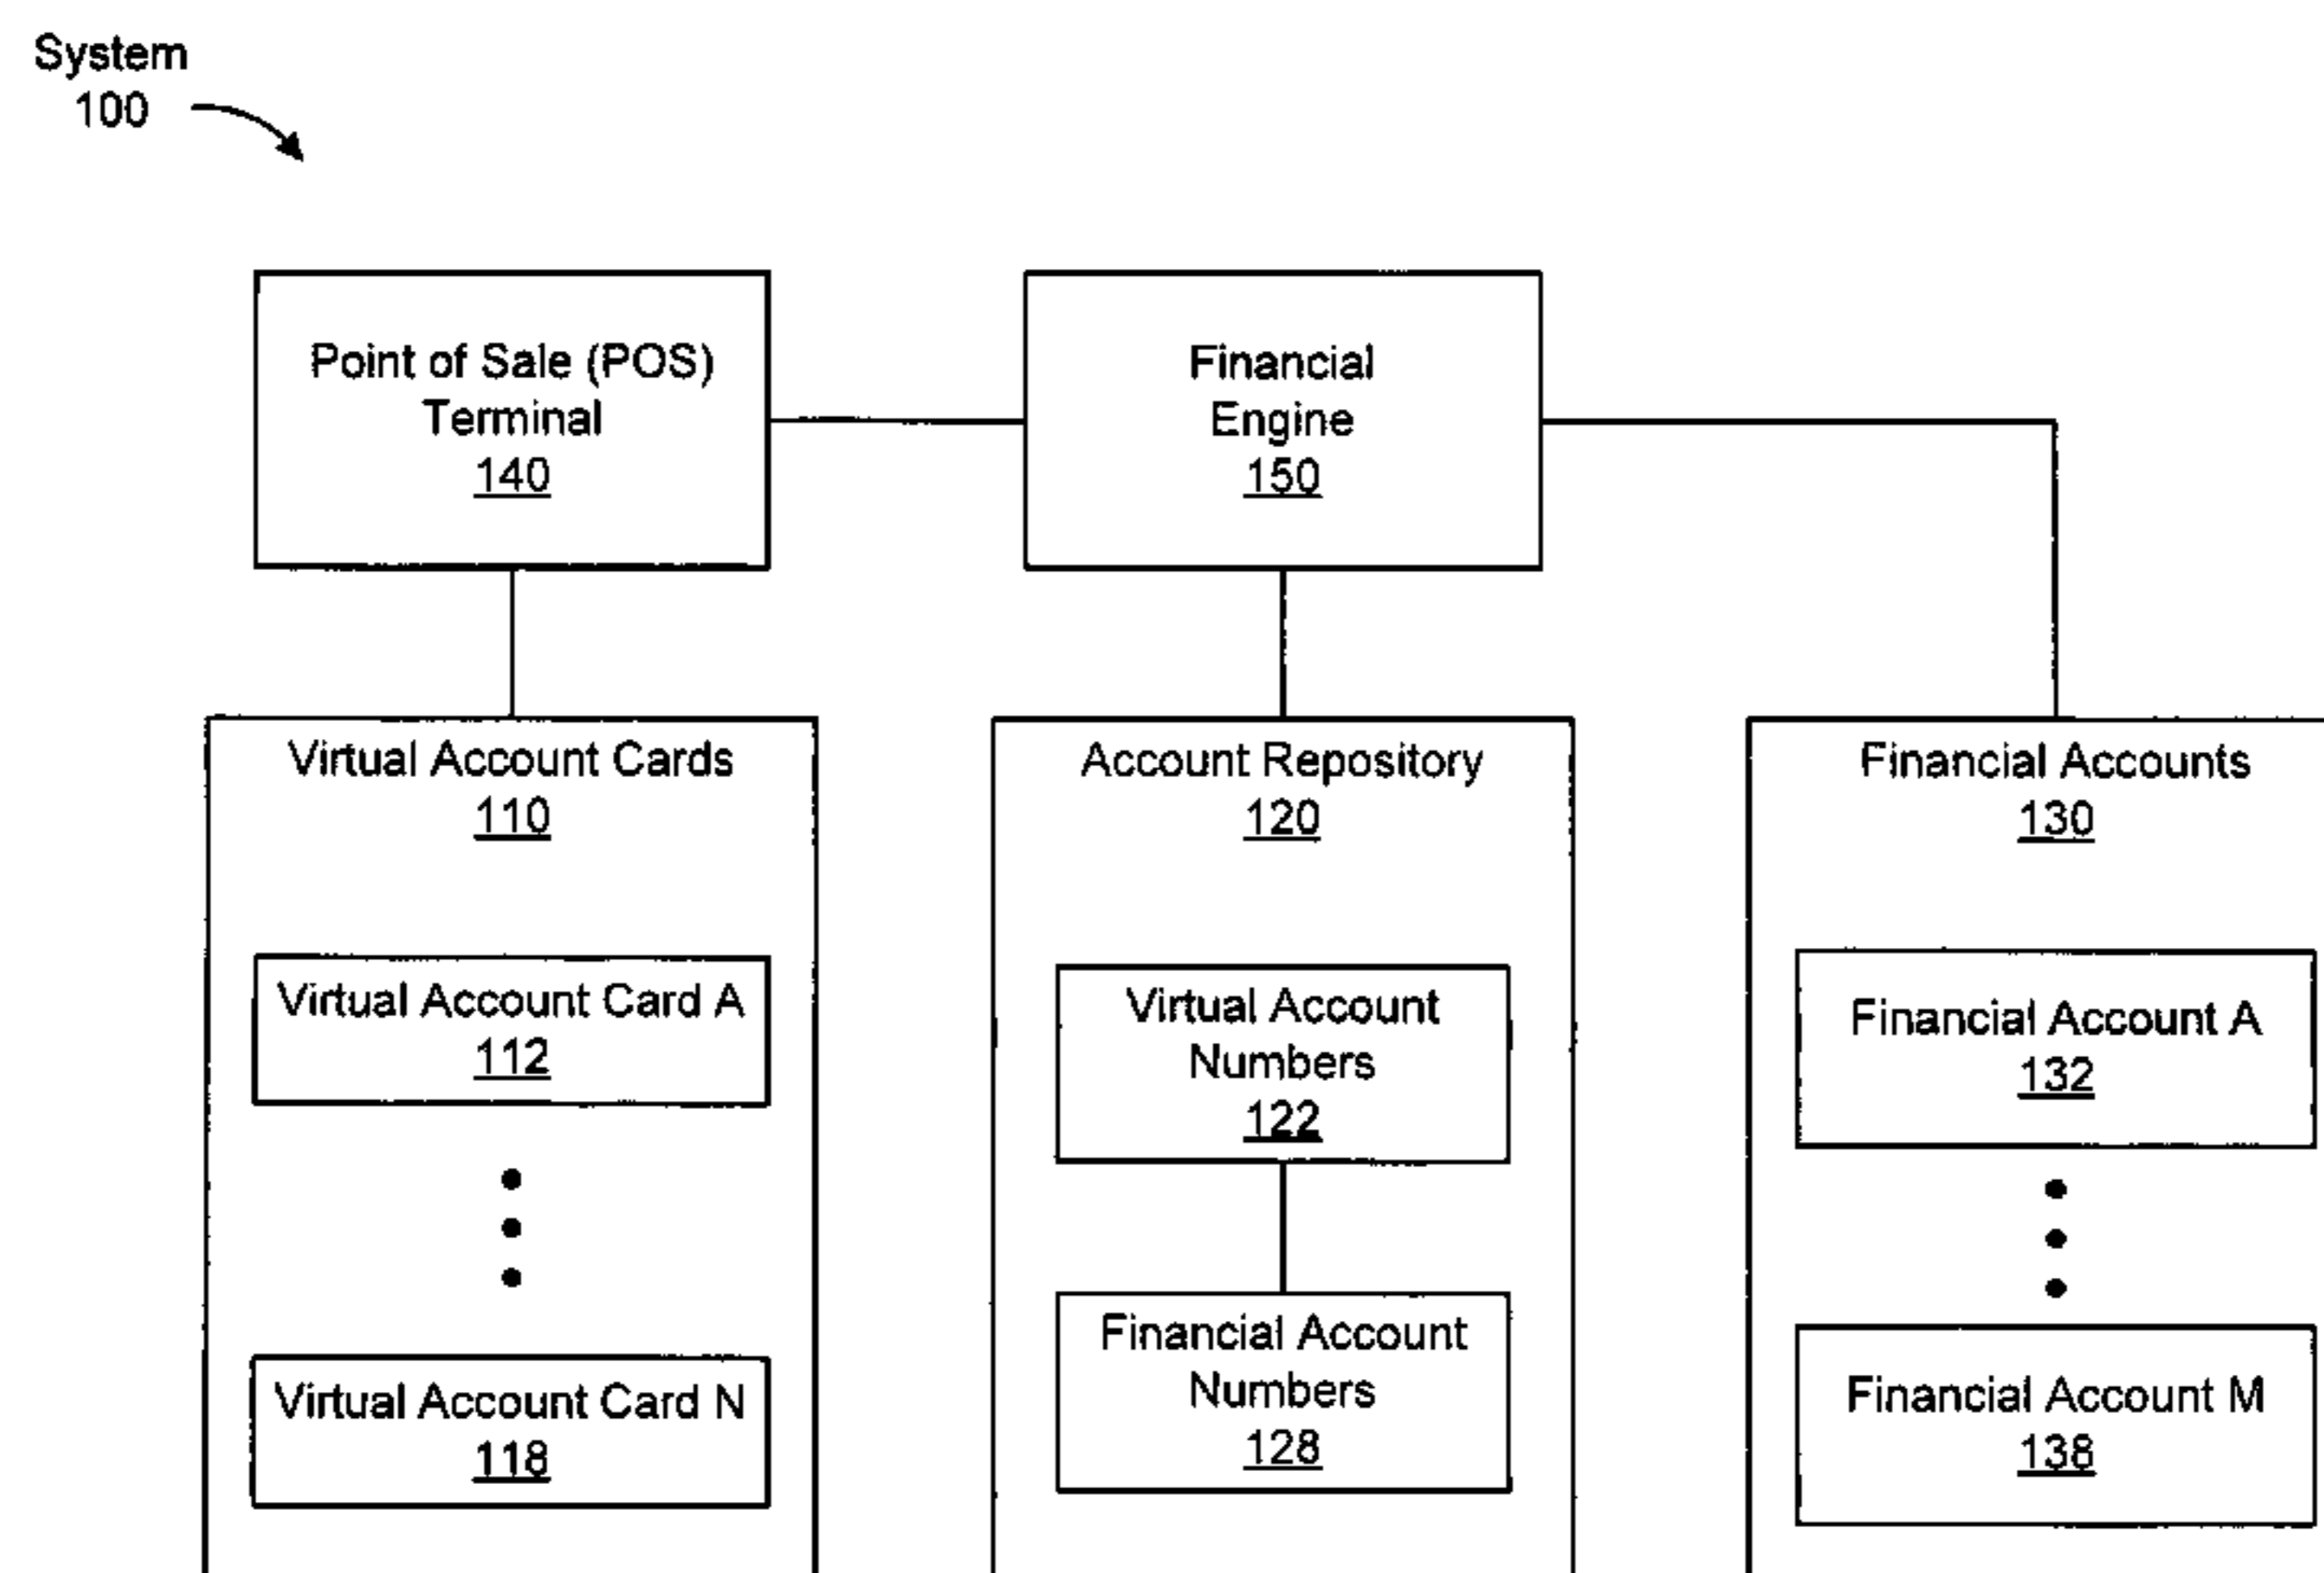 System
100
Point of Sale (POS)
Terminal
140
Financial
Engine
150
Virtual Account Cards
110
Virtual Account Card A
112
Virtual Account Card N
118
Account Repository
120
Virtual Account
Numbers
122
Financial Account
Numbers
128
Financial Accounts
130
Financial Account A
132
Financial Account M
138